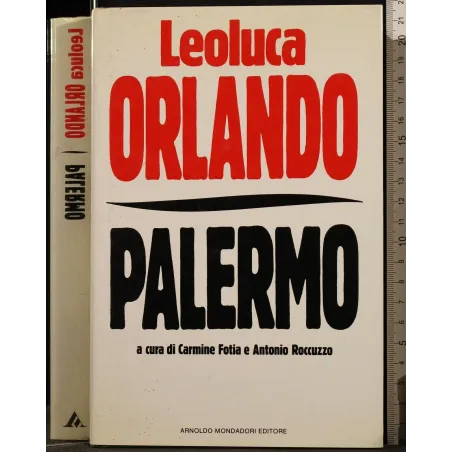 Leoluca ORLANDO PALERMO
Leoluca
ORLANDO
PALERMO
a cura di Carmine Fotia e Antonio Roccuzzo
ARNOLDO MONDADORI EDITORE